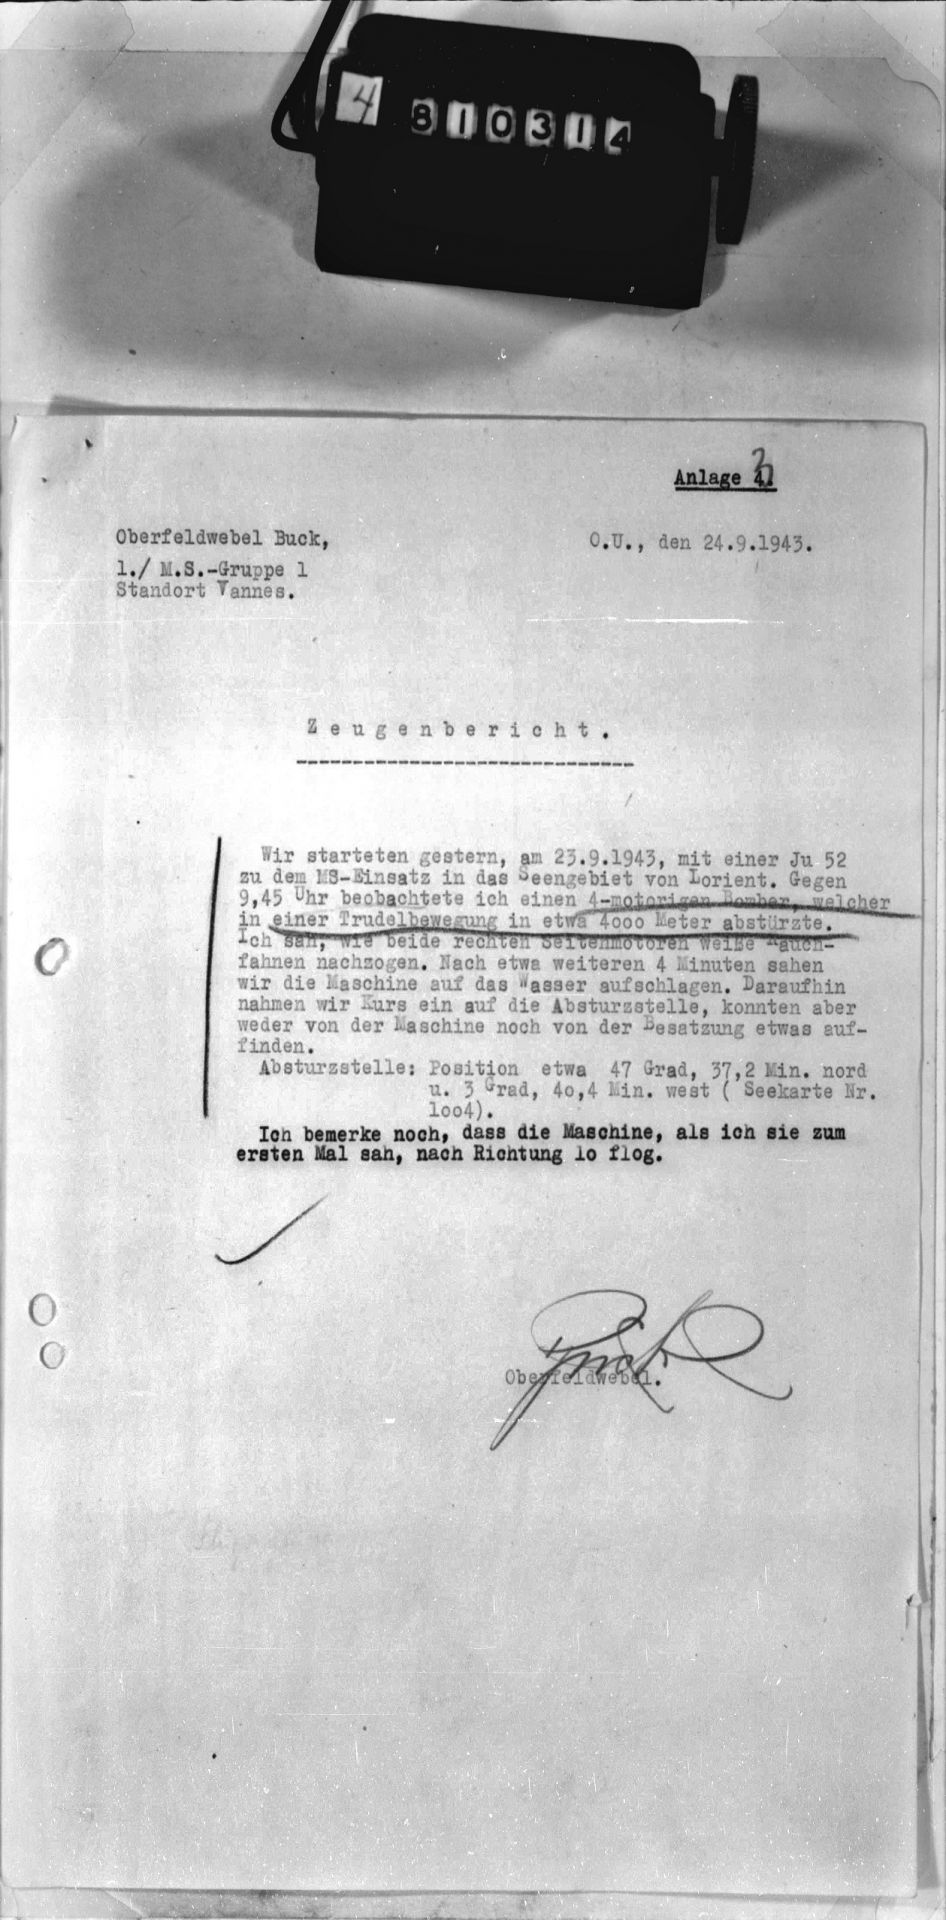 4
810314
Anlage 3.
Oberfeldwebel Buck,
O.U., den 24.9.1943.
1./ M.S.-Gruppe 1
Standort Vannes.
Zeugenbericht.
Wir starteten gestern, am 23.9.1943, mit einer Ju 52
zu dem MS-Einsatz in das Seengebiet von Lorient. Gegen
9,45 Uhr beobachtete ich einen 4-motorigen Bomber, welcher
in einer Trudelbewegung in etwa 4ooo Meter abstürzte.
Ich sah, wie beide rechten Seitenmotoren weiße Rauch-
fahnen nachzogen. Nach etwa weiteren 4 Minuten sahen
wir die Maschine auf das Wasser aufschlagen. Daraufhin
nahmen wir Kurs ein auf die Absturzstelle, konnten aber
weder von der Maschine noch von der Besatzung etwas auf-
finden.
Absturzstelle: Position etwa 47 Grad, 37,2 Min. nord
u. 3 Grad, 4o,4 Min. west ( Seekarte Nr.
1oo4).
Ich bemerke noch, dass die Maschine, als ich sie zum
ersten Mal sah, nach Richtung 1o flog.
Buck
Oberfeldwebel.